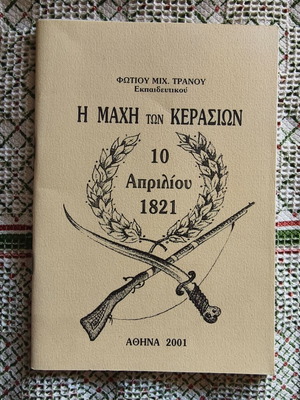 ΦΩΤΙΟΥ ΜΙΧ. ΤΡΑΝΟΥ
Εκπαιδευτικού
Η ΜΑΧΗ ΤΩΝ ΚΕΡΑΣΙΩΝ
10
Απριλίου
1821
ΑΘΗΝΑ 2001